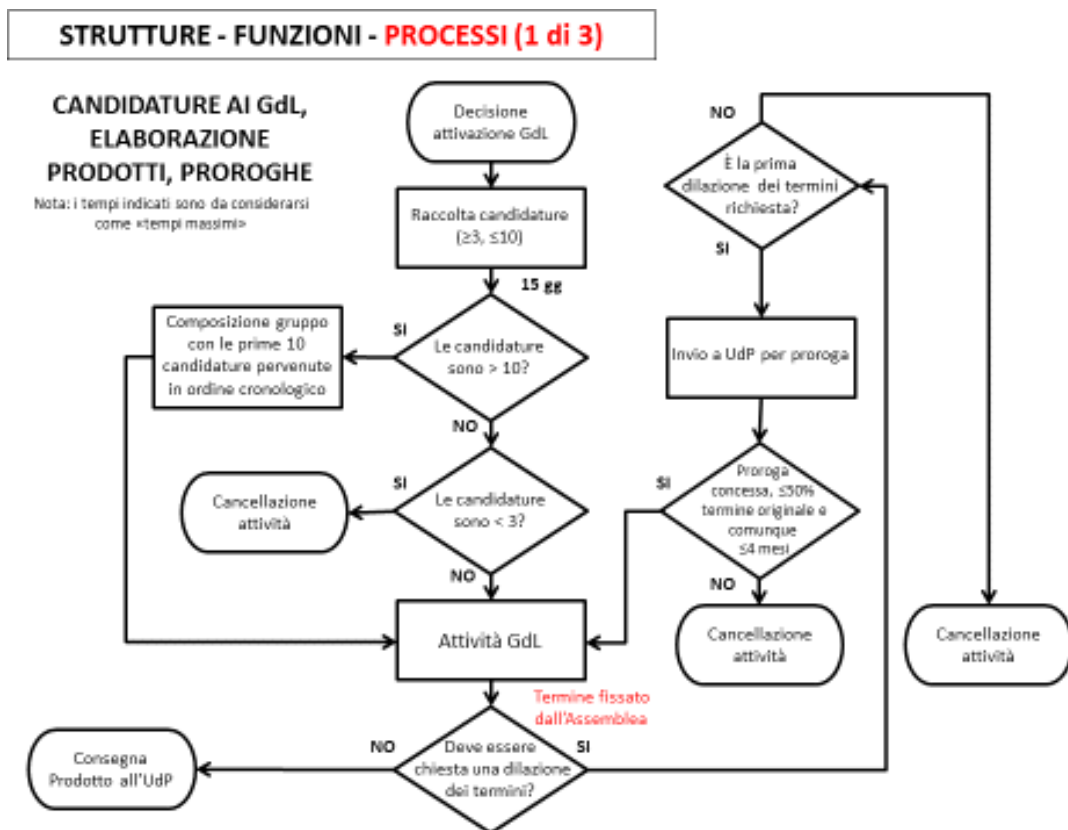 STRUTTURE - FUNZIONI - PROCESSI (1 di 3)
CANDIDATURE AI GdL,
ELABORAZIONE
PRODOTTI, PROROGHE
Nota: i tempi indicati sono da considerarsi
come «tempi massimi»
Decisione
attivazione GdL
Raccolta candidature
(≥3, ≤10)
15 gg
Le candidature
sono > 10?
SI
Composizione gruppo
con le prime 10
candidature pervenute
in ordine cronologico
NO
Le candidature
sono < 3?
SI
Cancellazione
attività
NO
Attività GdL
Termine fissato
dall'Assemblea
Deve essere
chiesta una dilazione
dei termini?
NO
Consegna
Prodotto all'UdP
SI
È la prima
dilazione dei termini
richiesta?
NO
SI
Invio a UdP per proroga
Proroga
concessa, ≤50%
termine originale e
comunque
≤4 mesi
SI
NO
Cancellazione
attività
Cancellazione
attività